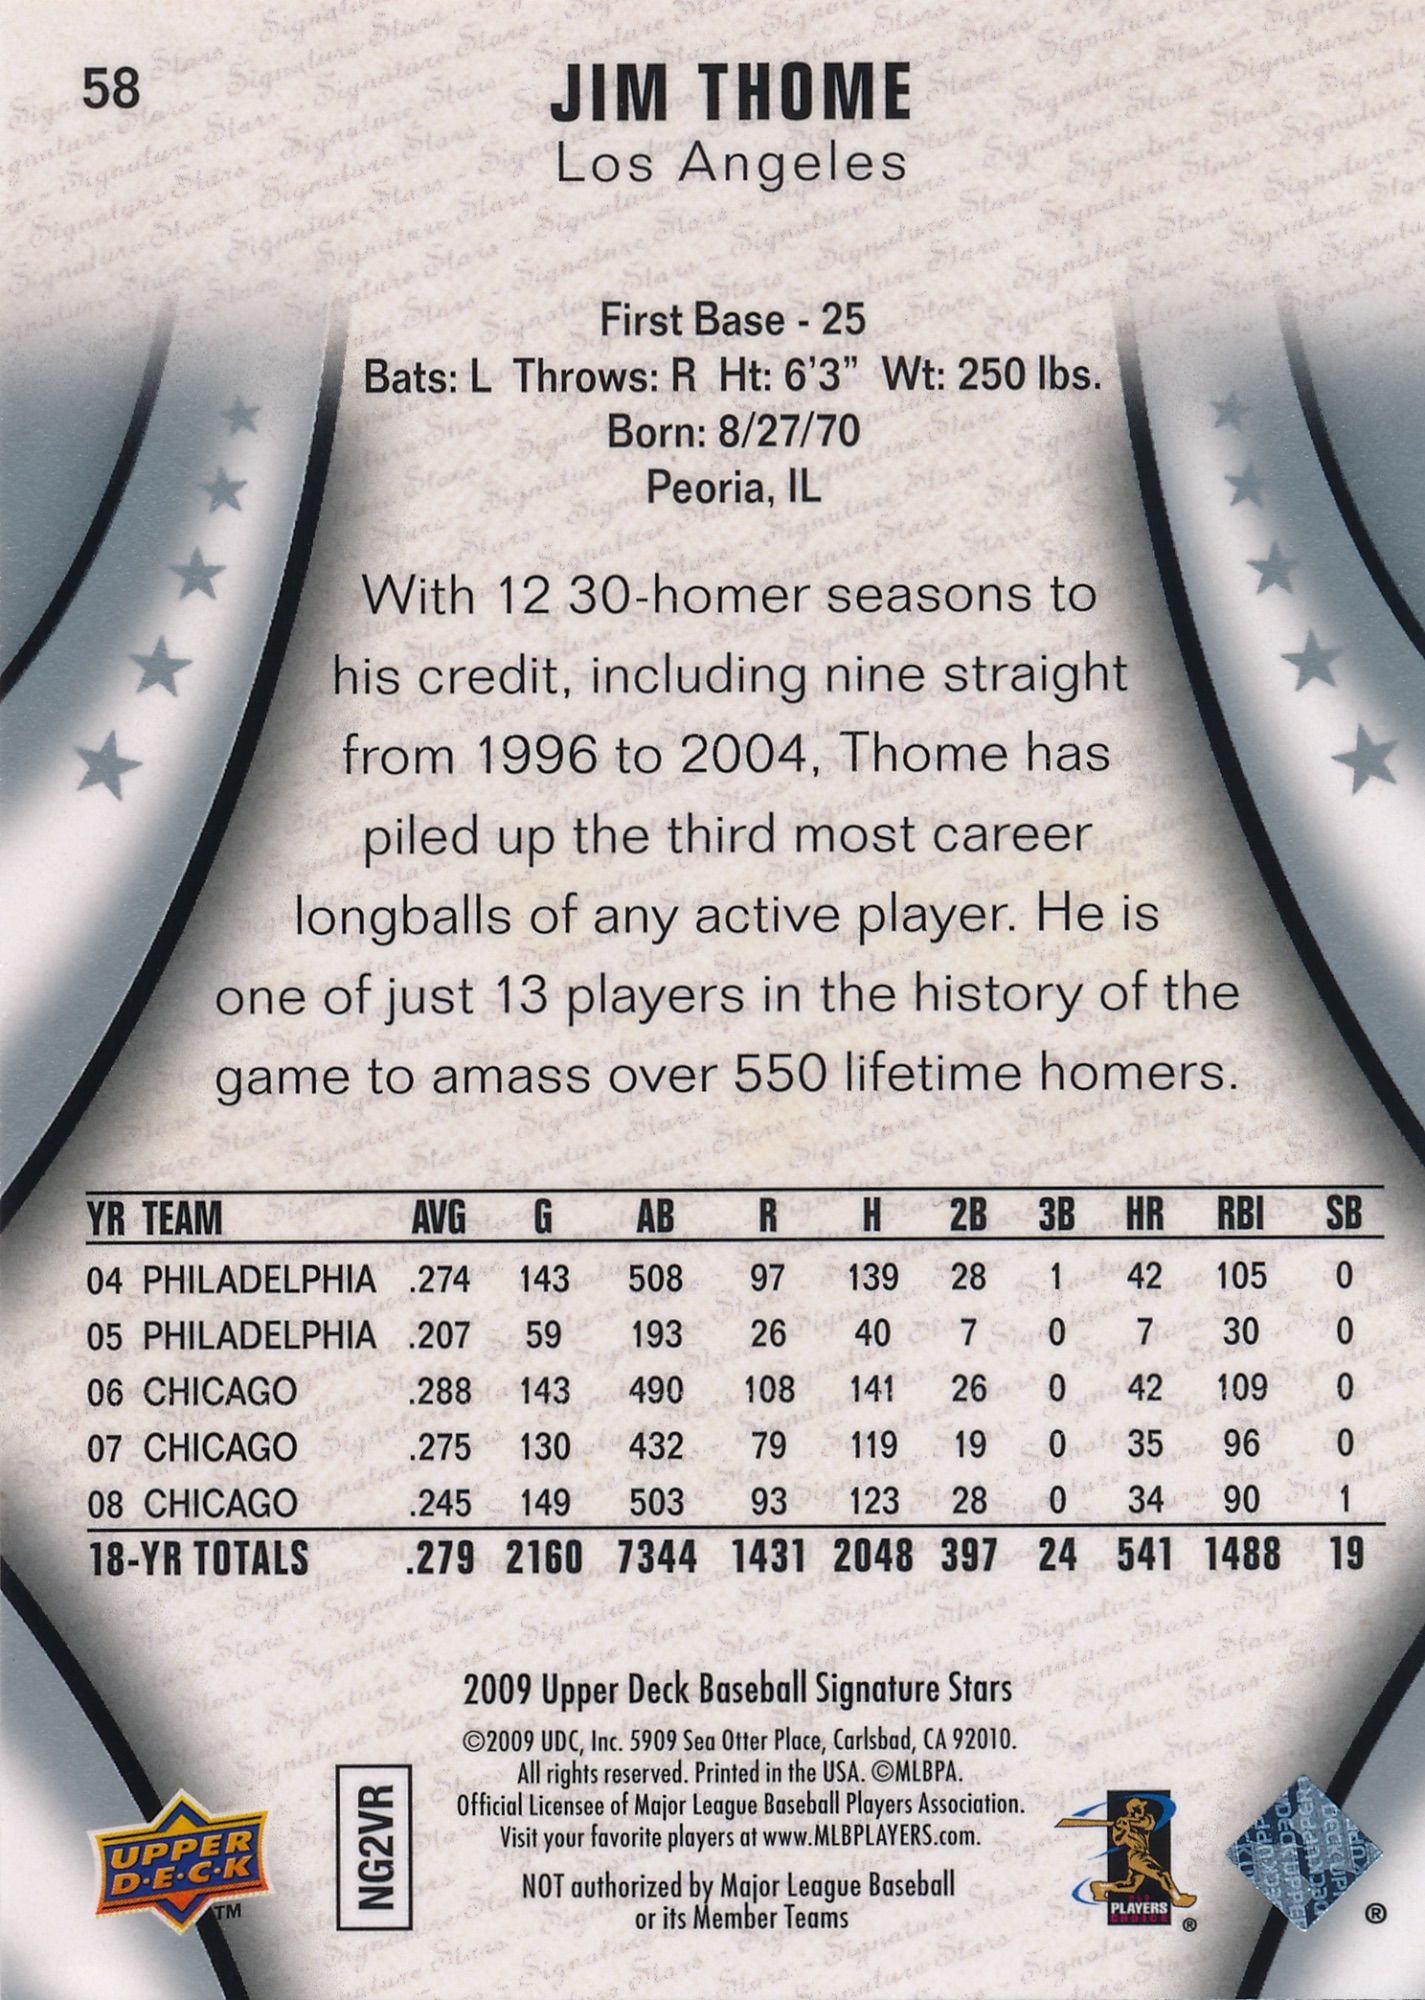 58
JIM THOME
Los Angeles
First Base - 25
Bats: L Throws: R Ht: 6'3" Wt: 250 lbs.
Born: 8/27/70
Peoria, IL
With 12 30-homer seasons to
his credit, including nine straight
from 1996 to 2004, Thome has
piled up the third most career
longballs of any active player. He is
one of just 13 players in the history of the
game to amass over 550 lifetime homers.
YR TEAM AVG G AB R H 2B 3B HR RBI SB
04 PHILADELPHIA .274 143 508 97 139 28 1 42 105 0
05 PHILADELPHIA .207 59 193 26 40 7 0 7 30 0
06 CHICAGO .288 143 490 108 141 26 0 42 109 0
07 CHICAGO .275 130 432 79 119 19 0 35 96 0
08 CHICAGO .245 149 503 93 123 28 0 34 90 1
18-YR TOTALS .279 2160 7344 1431 2048 397 24 541 1488 19
2009 Upper Deck Baseball Signature Stars
©2009 UDC, Inc. 5909 Sea Otter Place, Carlsbad, CA 92010.
All rights reserved. Printed in the USA. ©MLBPA.
Official Licensee of Major League Baseball Players Association.
Visit your favorite players at www.MLBPLAYERS.com.
NOT authorized by Major League Baseball
or its Member Teams
UPPER
D·E·C·K
TM
NG2VR
PLAYERS
CHOICE
®
®